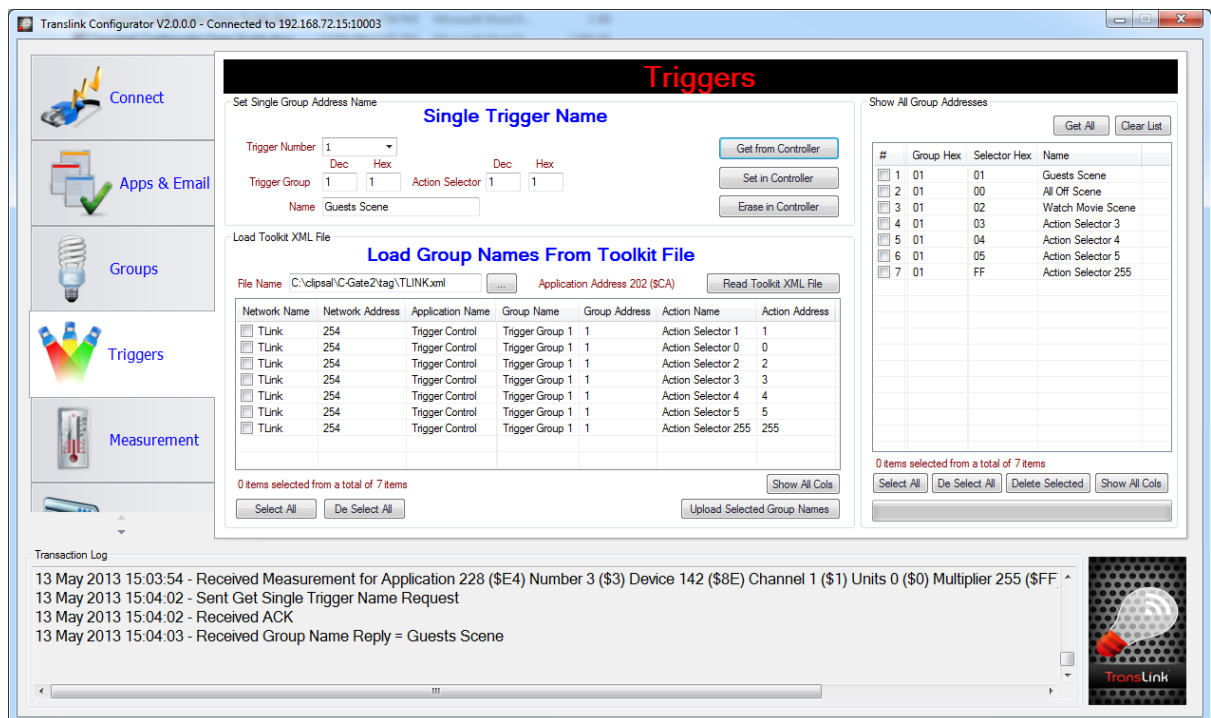 Translink Configurator V2.0.0.0 - Connected to 192.168.72.15:10003
Connect
Apps & Email
Groups
Triggers
Measurement
Triggers
Set Single Group Address Name
Single Trigger Name
Trigger Number 1
Dec Hex Dec Hex
Trigger Group 1 1 Action Selector 1 1
Name Guests Scene
Get from Controller
Set in Controller
Erase in Controller
Load Toolkit XML File
Load Group Names From Toolkit File
File Name C:\clipsal\C-Gate2\tag\TLINK.xml ... Application Address 202 ($CA) Read Toolkit XML File
Network Name Network Address Application Name Group Name Group Address Action Name Action Address
TLink 254 Trigger Control Trigger Group 1 1 Action Selector 1 1
TLink 254 Trigger Control Trigger Group 1 1 Action Selector 0 0
TLink 254 Trigger Control Trigger Group 1 1 Action Selector 2 2
TLink 254 Trigger Control Trigger Group 1 1 Action Selector 3 3
TLink 254 Trigger Control Trigger Group 1 1 Action Selector 4 4
TLink 254 Trigger Control Trigger Group 1 1 Action Selector 5 5
TLink 254 Trigger Control Trigger Group 1 1 Action Selector 255 255
0 items selected from a total of 7 items
Show All Cols
Select All De Select All Upload Selected Group Names
Show All Group Addresses
Get All Clear List
# Group Hex Selector Hex Name
1 01 01 Guests Scene
2 01 00 All Off Scene
3 01 02 Watch Movie Scene
4 01 03 Action Selector 3
5 01 04 Action Selector 4
6 01 05 Action Selector 5
7 01 FF Action Selector 255
0 items selected from a total of 7 items
Select All De Select All Delete Selected Show All Cols
Transaction Log
13 May 2013 15:03:54 - Received Measurement for Application 228 ($E4) Number 3 ($3) Device 142 ($8E) Channel 1 ($1) Units 0 ($0) Multiplier 255 ($FF
13 May 2013 15:04:02 - Sent Get Single Trigger Name Request
13 May 2013 15:04:02 - Received ACK
13 May 2013 15:04:03 - Received Group Name Reply = Guests Scene
TransLink